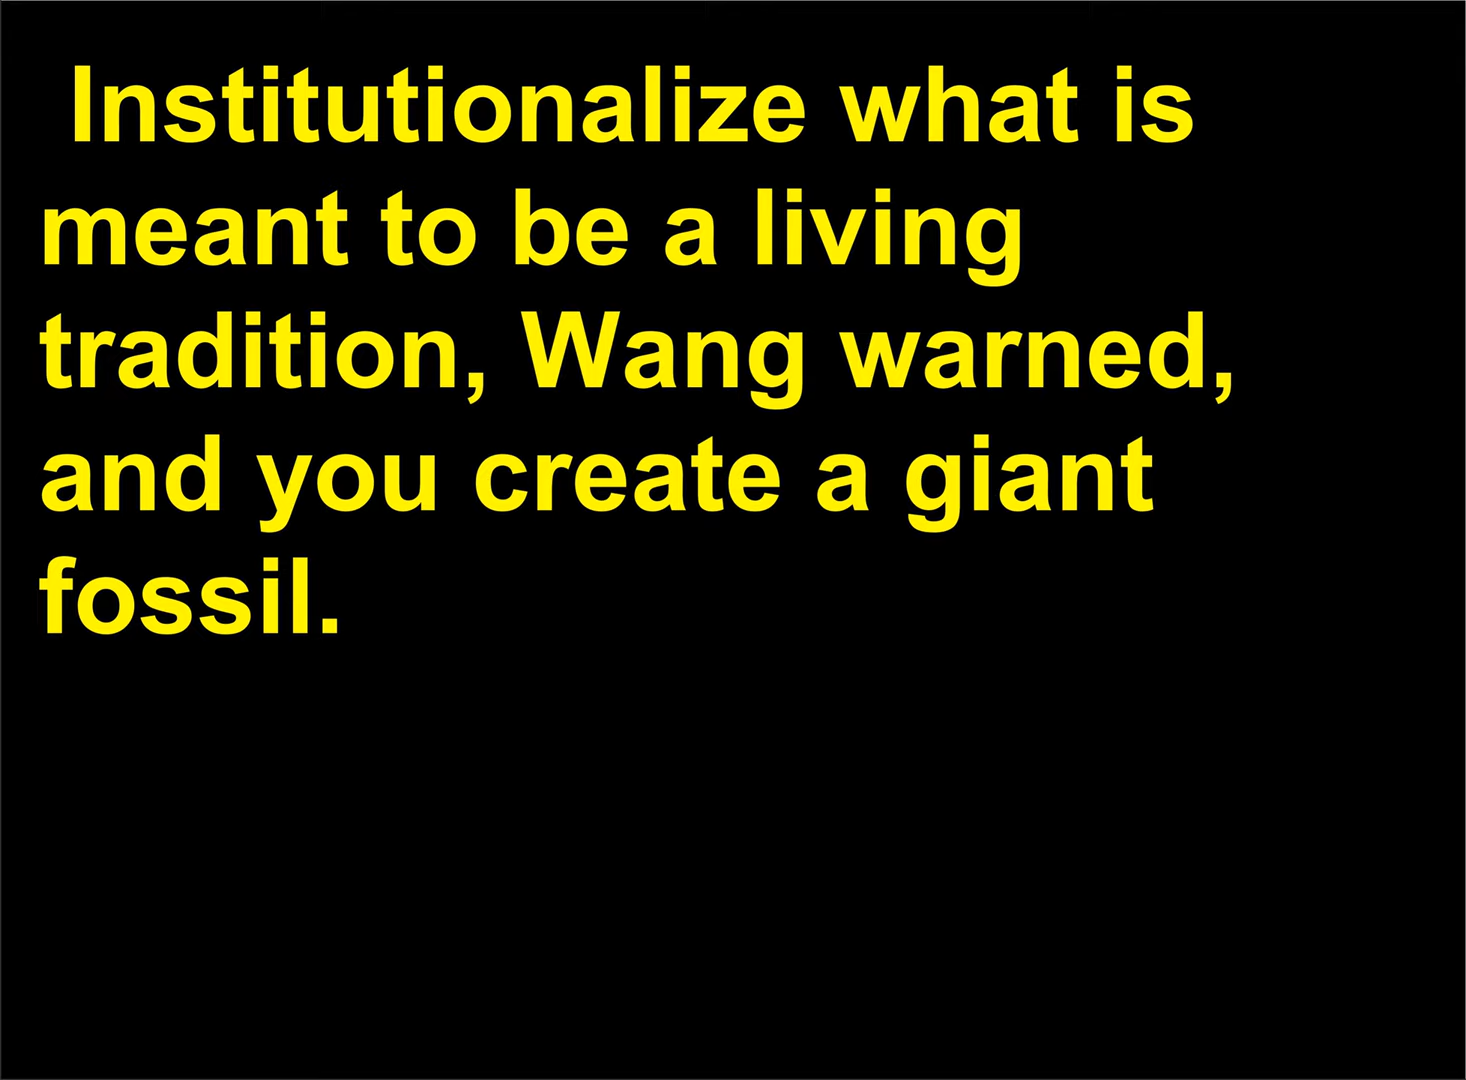 Institutionalize what is
meant to be a living
tradition, Wang warned,
and you create a giant
fossil.